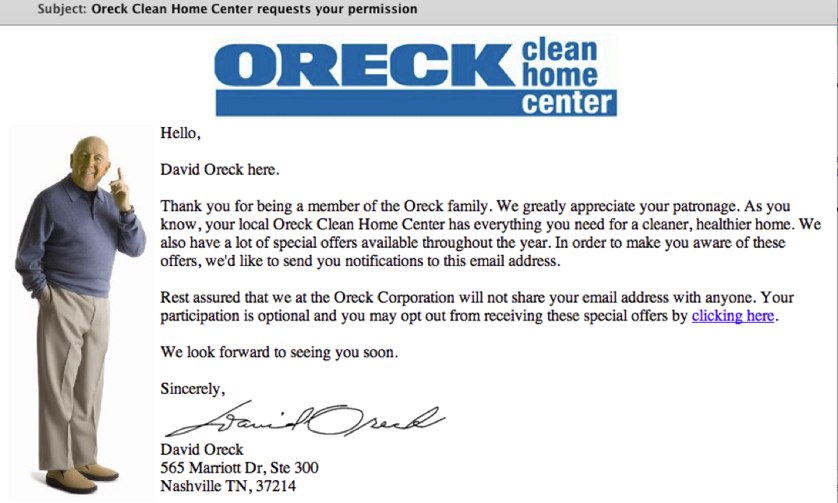 Subject: Oreck Clean Home Center requests your permission
ORECK clean
home
center
Hello,
David Oreck here.
Thank you for being a member of the Oreck family. We greatly appreciate your patronage. As you
know, your local Oreck Clean Home Center has everything you need for a cleaner, healthier home. We
also have a lot of special offers available throughout the year. In order to make you aware of these
offers, we'd like to send you notifications to this email address.
Rest assured that we at the Oreck Corporation will not share your email address with anyone. Your
participation is optional and you may opt out from receiving these special offers by clicking here.
We look forward to seeing you soon.
Sincerely,
David Oreck
David Oreck
565 Marriott Dr, Ste 300
Nashville TN, 37214